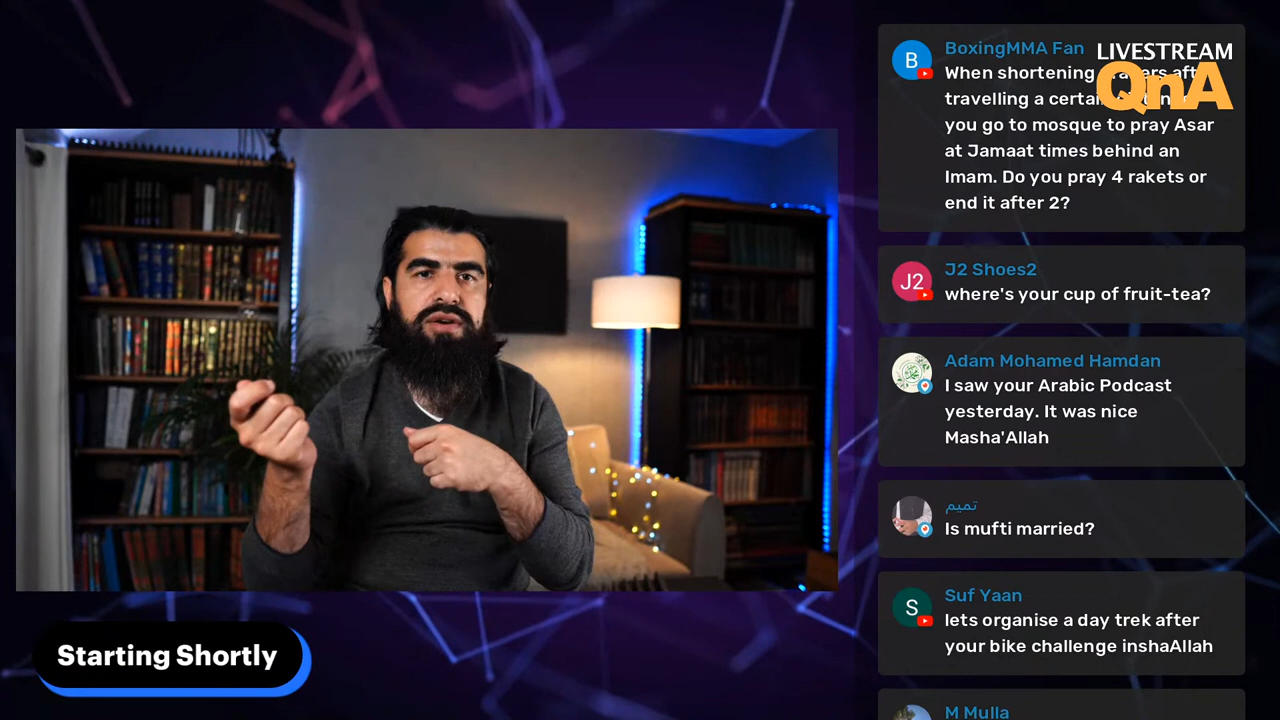 BoxingMMA Fan
LIVESTREAM
QnA
When shortening
travelling a
you go to mosque to pray Asar
at Jamaat times behind an
Imam. Do you pray 4 rakets or
end it after 2?
J2 Shoes2
where's your cup of fruit-tea?
Adam Mohamed Hamdan
I saw your Arabic Podcast
yesterday. It was nice
Masha'Allah
تميم
Is mufti married?
Suf Yaan
lets organise a day trek after
your bike challenge inshaAllah
M Mulla
Starting Shortly
B
J2
S